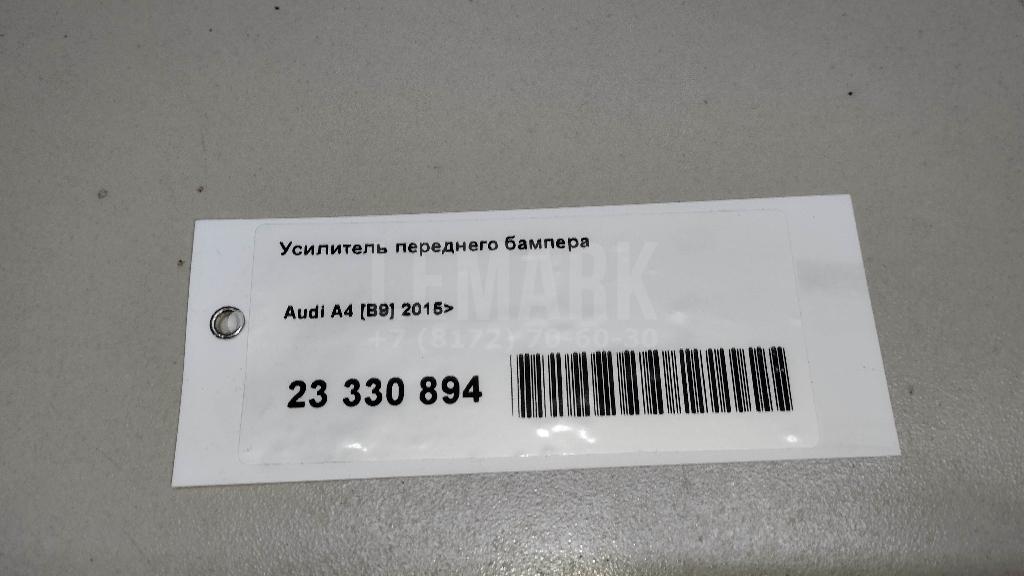 Усилитель переднего бампера
LEMARK
Audi A4 [B9] 2015>
+7 (8172) 70-60-30
23 330 894